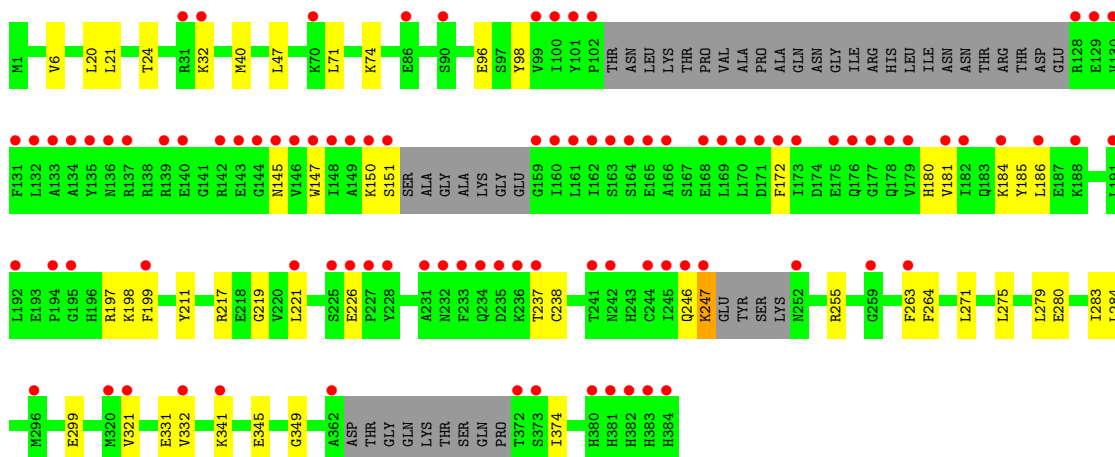 M1 V6 L20 L21 T24 R31 K32 M40 L47 K70 L71 K74 E86 S90 E96 S97 Y98 V99 I100 Y101 P102 THR ASN LEU LYS THR PRO VAL ALA PRO ALA GLN ASN GLY ILE ARG HIS LEU ILE ASN ASN THR ARG THR ASP GLU R128 E129 V130
F131 L132 A133 A134 Y135 N136 R137 R138 R139 E140 G141 R142 E143 G144 N145 V146 W147 I148 A149 K150 S151 SER ALA GLY ALA LYS GLY GLU G159 I160 L161 I162 S163 S164 E165 A166 S167 E168 L169 L170 D171 F172 I173 D174 E175 Q176 G177 Q178 V179 H180 V181 I182 Q183 K184 Y185 L186 E187 K188 L191
L192 E193 P194 G195 H196 R197 K198 F199 Y211 R217 E218 G219 V220 L221 S225 E226 P227 Y228 A231 N232 F233 Q234 D235 K236 T237 C238 T241 N242 H243 C244 I245 Q246 K247 GLU TYR SER LYS N252 R255 G259 F263 F264 L271 L275 L279 E280 I283 L284
M296 E299 M320 V321 E331 V332 K341 E345 G349 A362 ASP THR GLY GLN LYS THR SER GLN PRO T372 S373 I374 H380 H381 H382 H383 H384